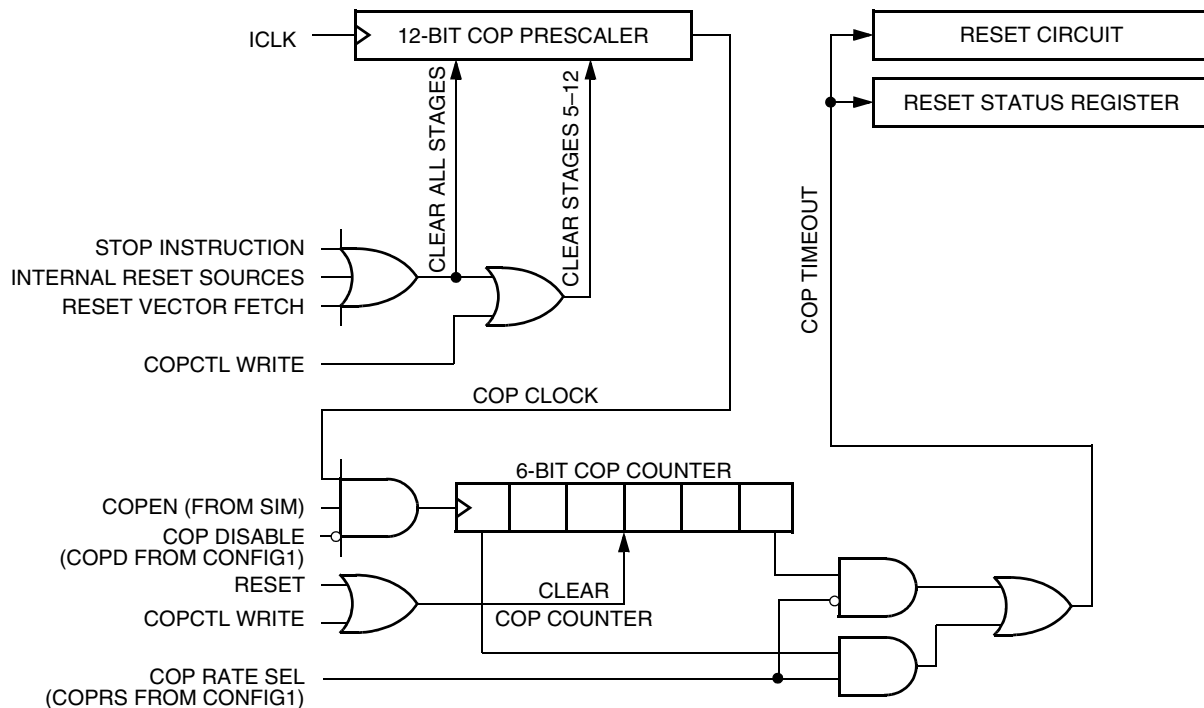 ICLK
12-BIT COP PRESCALER
RESET CIRCUIT
RESET STATUS REGISTER
CLEAR ALL STAGES
CLEAR STAGES 5–12
COP TIMEOUT
STOP INSTRUCTION
INTERNAL RESET SOURCES
RESET VECTOR FETCH
COPCTL WRITE
COP CLOCK
6-BIT COP COUNTER
COPEN (FROM SIM)
COP DISABLE
(COPD FROM CONFIG1)
RESET
COPCTL WRITE
CLEAR
COP COUNTER
COP RATE SEL
(COPRS FROM CONFIG1)